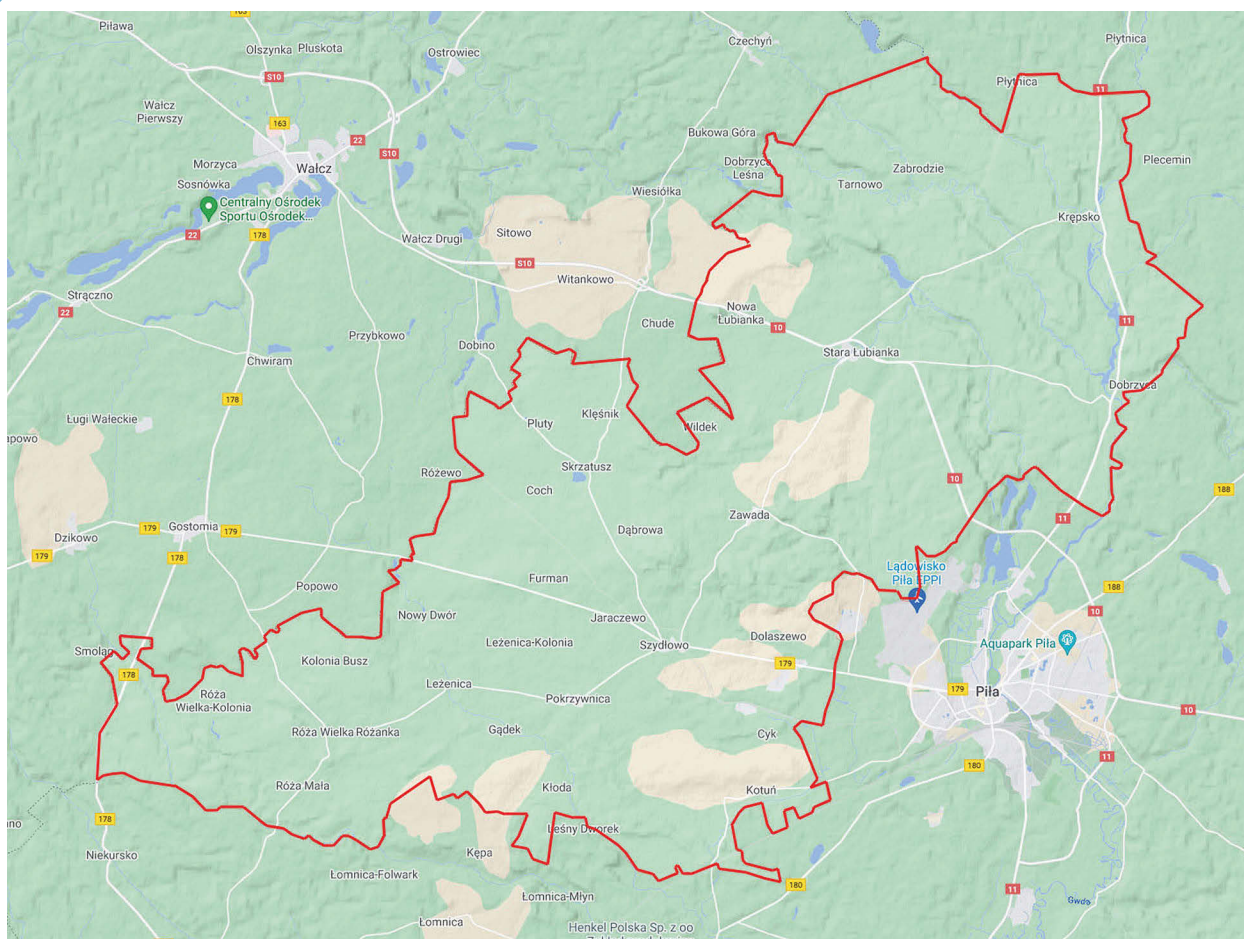 163
Piława
Olszynka
Pluskota
Ostrowiec
Czechyń
Płytnica
S10
Płytnica
11
Wałcz
Pierwszy
163
22
S10
Bukowa Góra
Morzyca
Wałcz
Dobrzyca
Leśna
Zabrodzie
Plecemin
Sosnówka
Tarnowo
Wiesiółka
Centralny Ośrodek
Sportu Ośrodek...
Krępsko
22
178
Wałcz Drugi
Sitowo
S10
Witankowo
Strączno
22
Nowa
Łubianka
Chude
10
11
Przybkowo
Dobino
Stara Łubianka
Chwiram
Dobrzyca
178
Ługi Wałeckie
Klęśnik
Pluty
Wildek
apowo
Skrzatusz
Różewo
10
Coch
188
Zawada
11
Dzikowo
179
Gostomia
179
Dąbrowa
179
178
Lądowisko
Piła EPPI
Furman
Popowo
188
Nowy Dwór
Jaraczewo
10
Leżenica-Kolonia
Szydłowo
Dolaszewo
Aquapark Piła
Smoląg
Kolonia Busz
179
178
Leżenica
179
Piła
Róża
Wielka-Kolonia
Pokrzywnica
10
Róża Wielka
Różanka
Gądek
Cyk
11
180
Róża Mała
Kłoda
Kotuń
178
ano
Leśny Dworek
Niekursko
Kępa
Łomnica-Folwark
180
11
Łomnica-Młyn
Gwda
Łomnica
Henkel Polska Sp. z oo